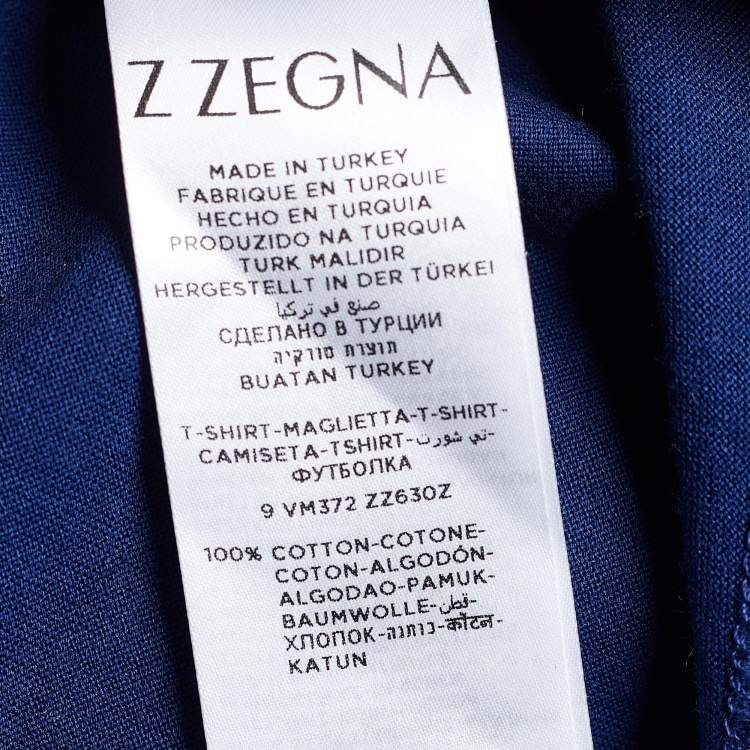 Z ZEGNA
MADE IN TURKEY
FABRIQUE EN TURQUIE
HECHO EN TURQUIA
PRODUZIDO NA TURQUIA
TURK MALIDIR
HERGESTELLT IN DER TÜRKEI
صنع في تركيا
СДЕЛАНО В ТУРЦИИ
תוצרת טורקיה
BUATAN TURKEY
T-SHIRT-MAGLIETTA-T-SHIRT-
CAMISETA-TSHIRT-تي شورت-
ФУТБОЛКА
9 VM372 ZZ630Z
100% COTTON-COTONE-
COTON-ALGODÓN-
ALGODAO-PAMUK-
BAUMWOLLE-قطن-
ХЛОПОК-כותנה-कॉटन-
KATUN